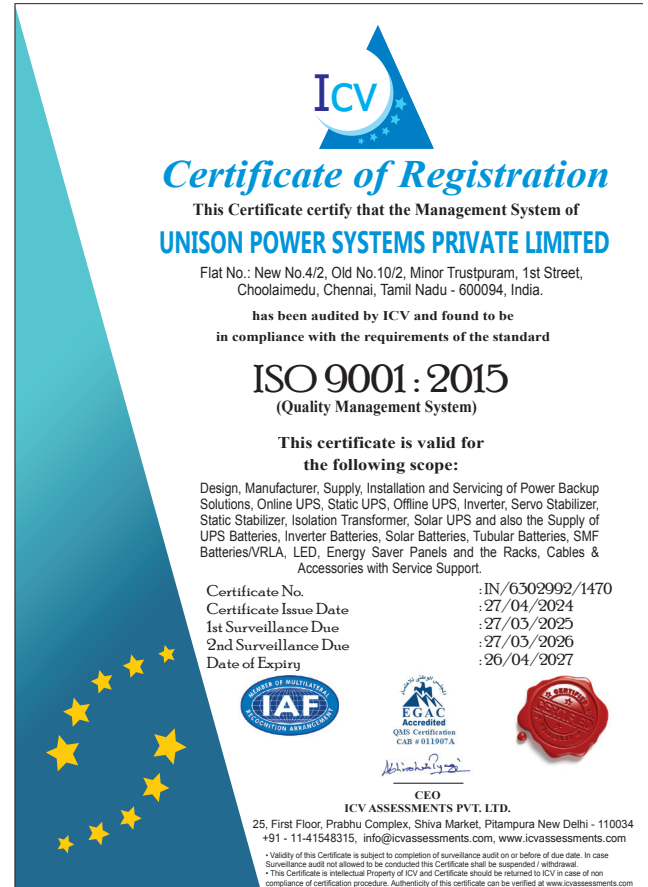 ICV
Certificate of Registration
This Certificate certify that the Management System of
UNISON POWER SYSTEMS PRIVATE LIMITED
Flat No.: New No.4/2, Old No.10/2, Minor Trustpuram, 1st Street,
Choolaimedu, Chennai, Tamil Nadu - 600094, India.
has been audited by ICV and found to be
in compliance with the requirements of the standard
ISO 9001 : 2015
(Quality Management System)
This certificate is valid for
the following scope:
Design, Manufacturer, Supply, Installation and Servicing of Power Backup
Solutions, Online UPS, Static UPS, Offline UPS, Inverter, Servo Stabilizer,
Static Stabilizer, Isolation Transformer, Solar UPS and also the Supply of
UPS Batteries, Inverter Batteries, Solar Batteries, Tubular Batteries, SMF
Batteries/VRLA, LED, Energy Saver Panels and the Racks, Cables &
Accessories with Service Support.
Certificate No. : IN/6302992/1470
Certificate Issue Date : 27/04/2024
1st Surveillance Due : 27/03/2025
2nd Surveillance Due : 27/03/2026
Date of Expiry : 26/04/2027
MEMBER OF MULTILATERAL
IAF
RECOGNITION ARRANGEMENT
EGAC
Accredited
QMS Certification
CAB # 011907A
CERTIFIED
CEO
ICV ASSESSMENTS PVT. LTD.
25, First Floor, Prabhu Complex, Shiva Market, Pitampura New Delhi - 110034
+91 - 11-41548315, info@icvassessments.com, www.icvassessments.com
• Validity of this Certificate is subject to completion of surveillance audit on or before of due date. In case
Surveillance audit not allowed to be conducted this Certificate shall be suspended / withdrawal.
• This Certificate is intellectual Property of ICV and Certificate should be returned to ICV in case of non
compliance of certification procedure. Authenticity of this certificate can be verified at www.icvassessments.com